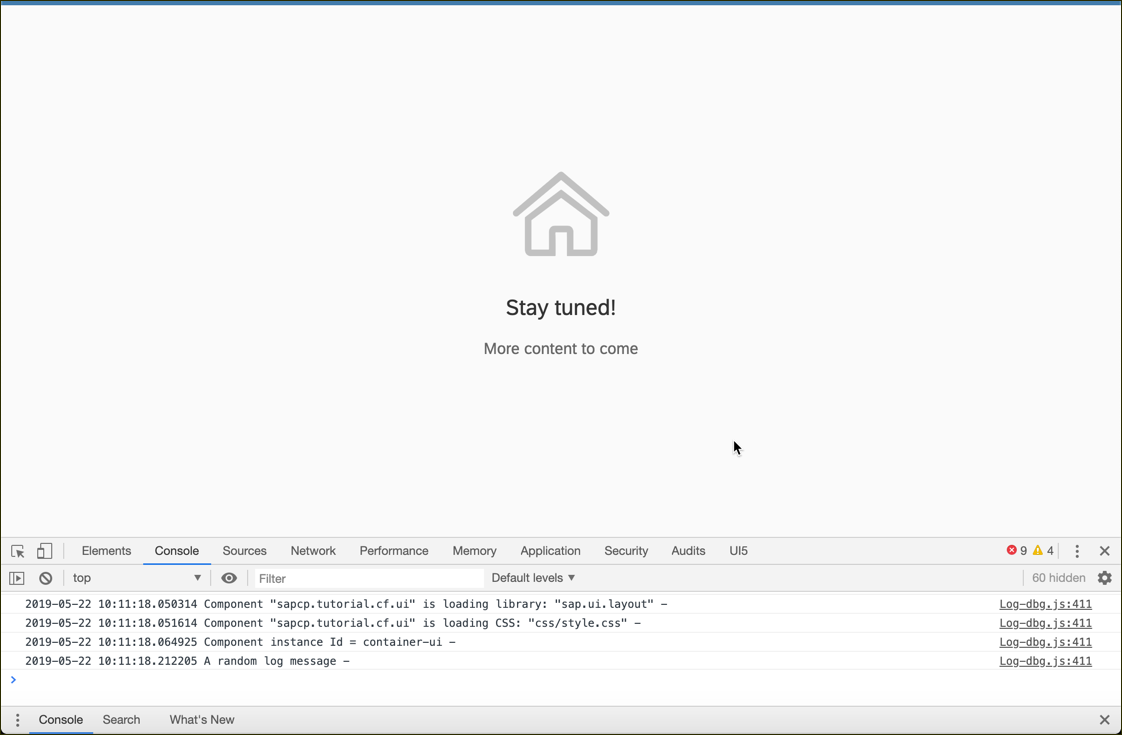 Stay tuned!
More content to come
Elements Console Sources Network Performance Memory Application Security Audits UI5 9 4
top Filter Default levels 60 hidden
2019-05-22 10:11:18.050314 Component "sapcp.tutorial.cf.ui" is loading library: "sap.ui.layout" - Log-dbg.js:411
2019-05-22 10:11:18.051614 Component "sapcp.tutorial.cf.ui" is loading CSS: "css/style.css" - Log-dbg.js:411
2019-05-22 10:11:18.064925 Component instance Id = container-ui - Log-dbg.js:411
2019-05-22 10:11:18.212205 A random log message - Log-dbg.js:411
Console Search What's New